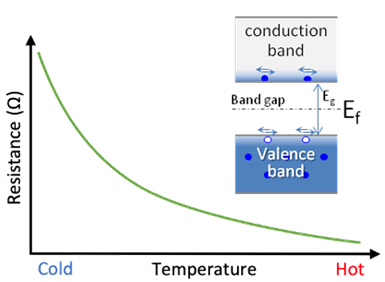 conduction
band
Band gap
Eg
Ef
Valence
band
Resistance (Ω)
Cold
Temperature
Hot